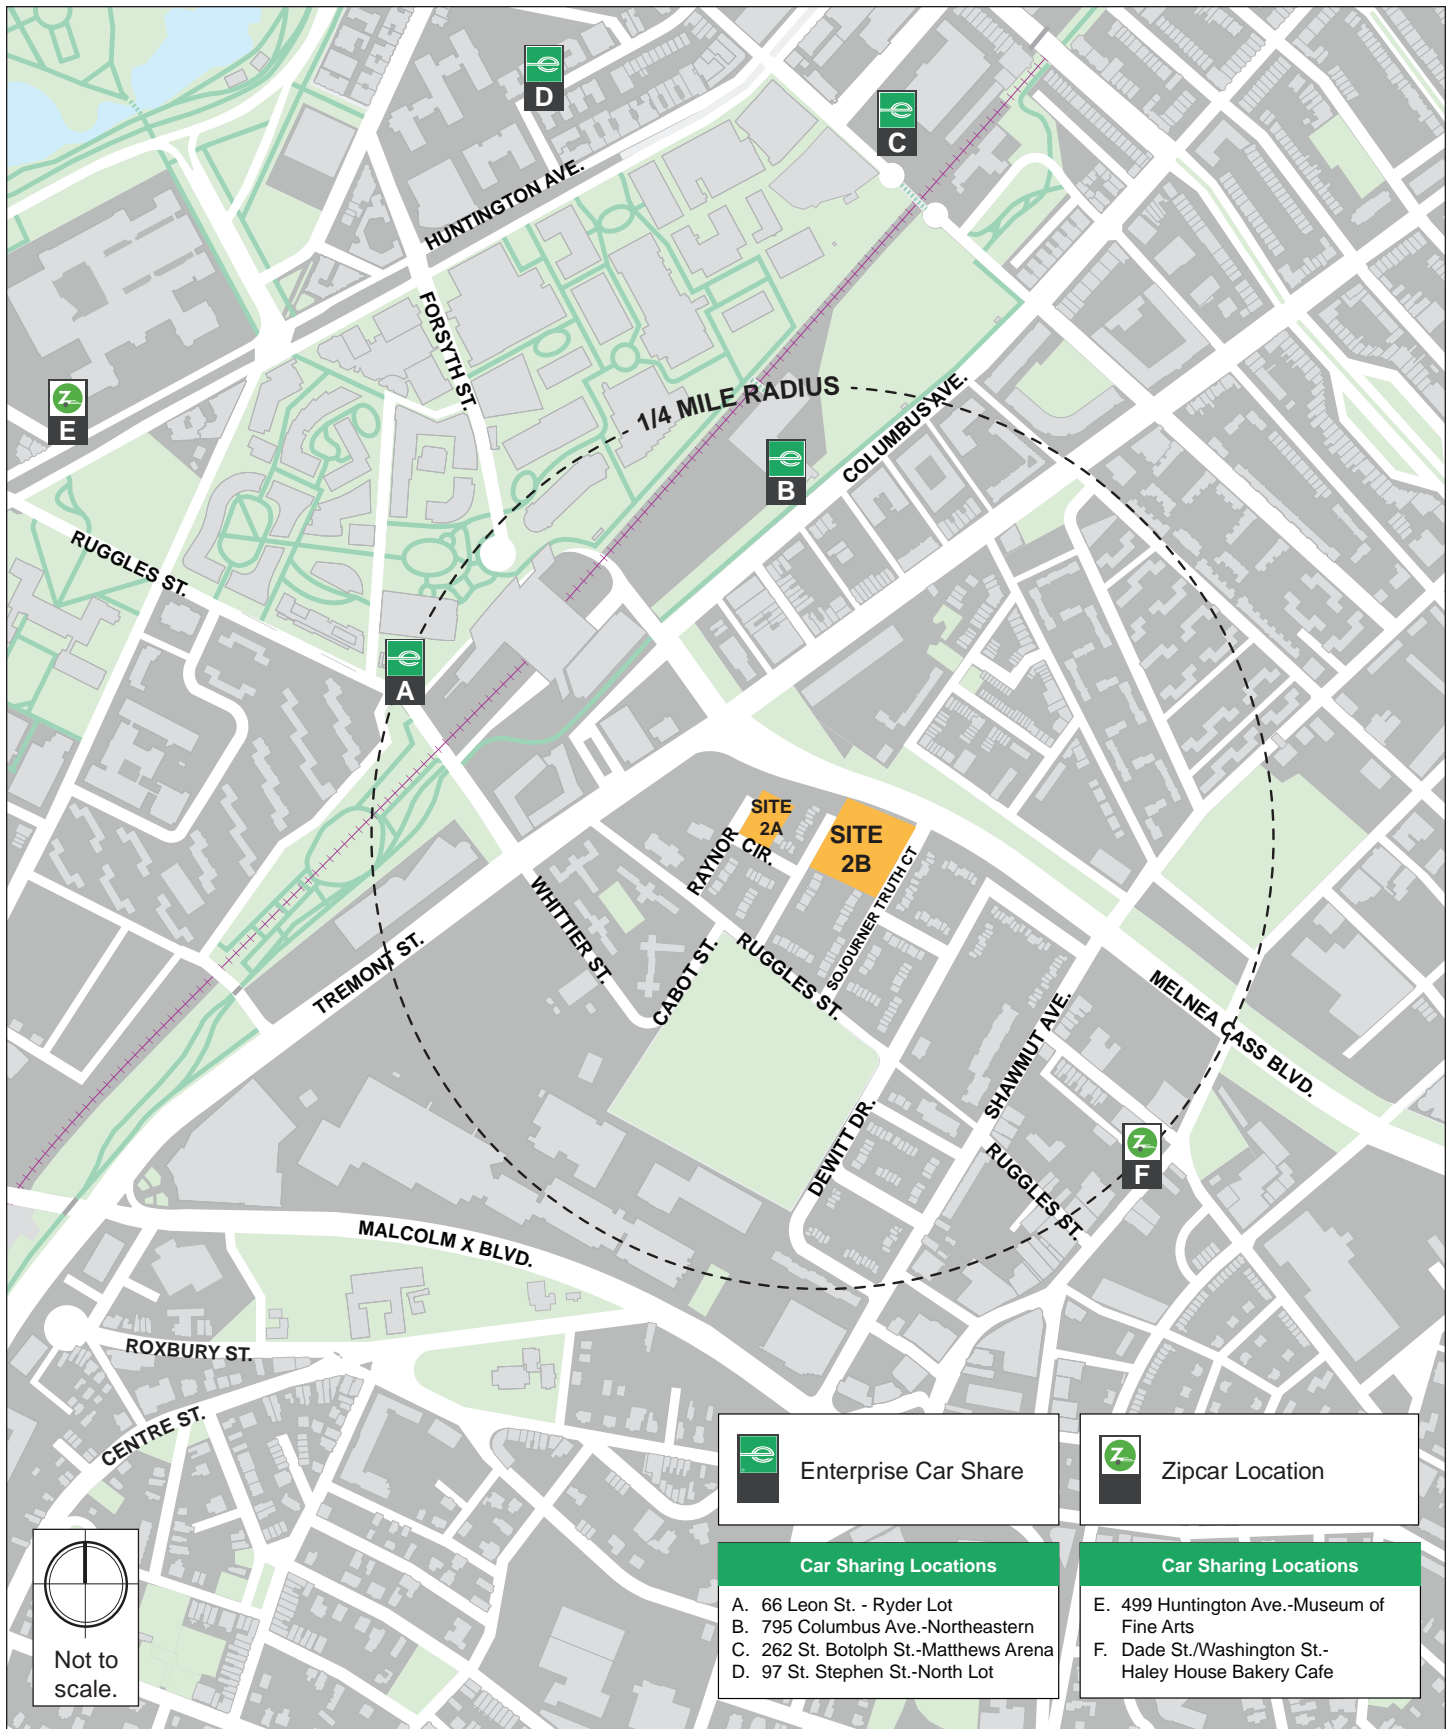 D
C
HUNTINGTON AVE.
FORSYTH ST.
1/4 MILE RADIUS
E
COLUMBUS AVE.
B
RUGGLES ST.
A
SITE
2A
SITE
2B
RAYNOR
CIR.
SOJOURNER TRUTH CT
WHITTIER ST.
TREMONT ST.
CABOT ST.
RUGGLES ST.
MELNEA CASS BLVD.
SHAWMUT AVE.
DEWITT DR.
F
RUGGLES ST.
MALCOLM X BLVD.
ROXBURY ST.
CENTRE ST.
Enterprise Car Share
Z
Zipcar Location
Car Sharing Locations
A. 66 Leon St. - Ryder Lot
B. 795 Columbus Ave.-Northeastern
C. 262 St. Botolph St.-Matthews Arena
D. 97 St. Stephen St.-North Lot
Car Sharing Locations
E. 499 Huntington Ave.-Museum of
Fine Arts
F. Dade St./Washington St.-
Haley House Bakery Cafe
Not to
scale.